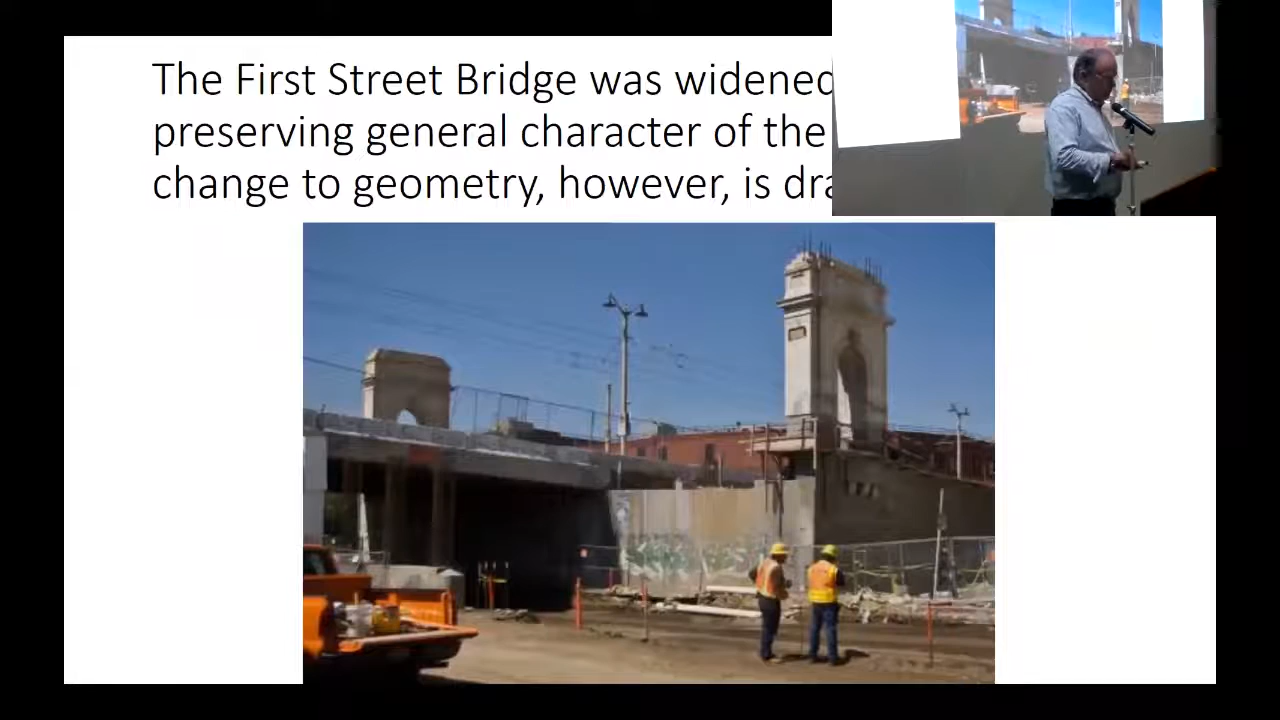 The First Street Bridge was widened
preserving general character of the
change to geometry, however, is